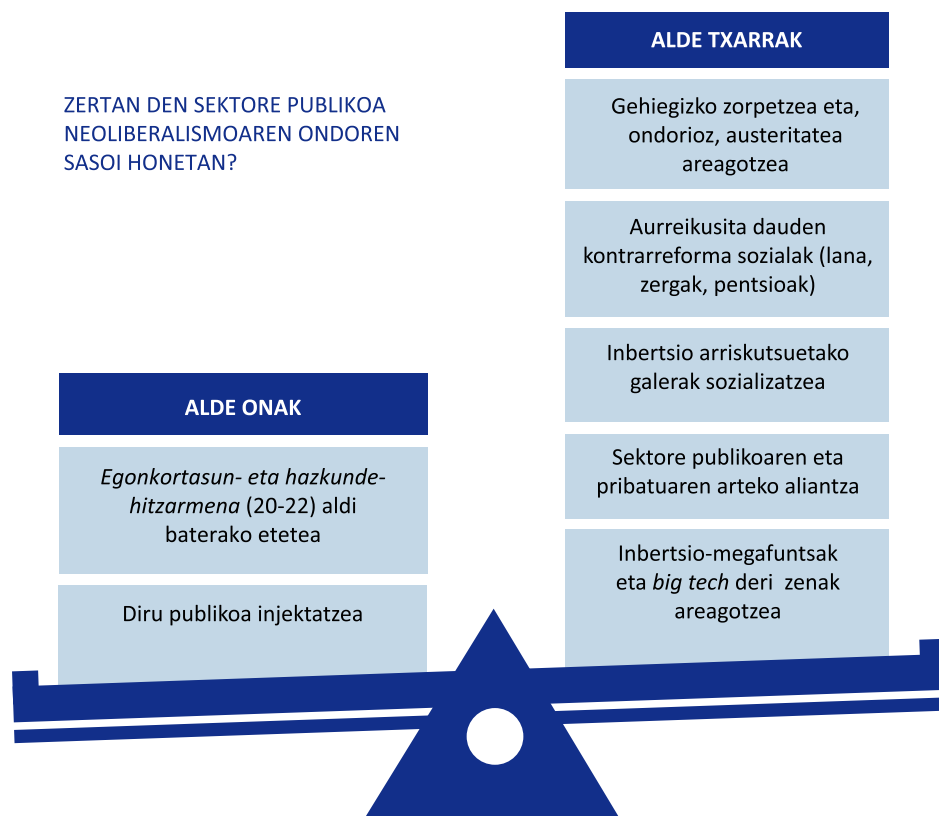 ZERTAN DEN SEKTORE PUBLIKOA
NEOLIBERALISMOAREN ONDOREN
SASOI HONETAN?
ALDE ONAK
Egonkortasun- eta hazkunde-
hitzarmena (20-22) aldi
baterako etetea
Diru publikoa injektatzea
ALDE TXARRAK
Gehiegizko zorpetzea eta,
ondorioz, austeritatea
areagotzea
Aurreikusita dauden
kontrarreforma sozialak (lana,
zergak, pentsioak)
Inbertsio arriskutsuetako
galerak sozializatzea
Sektore publikoaren eta
pribatuaren arteko aliantza
Inbertsio-megafuntsak
eta big tech deri zenak
areagotzea